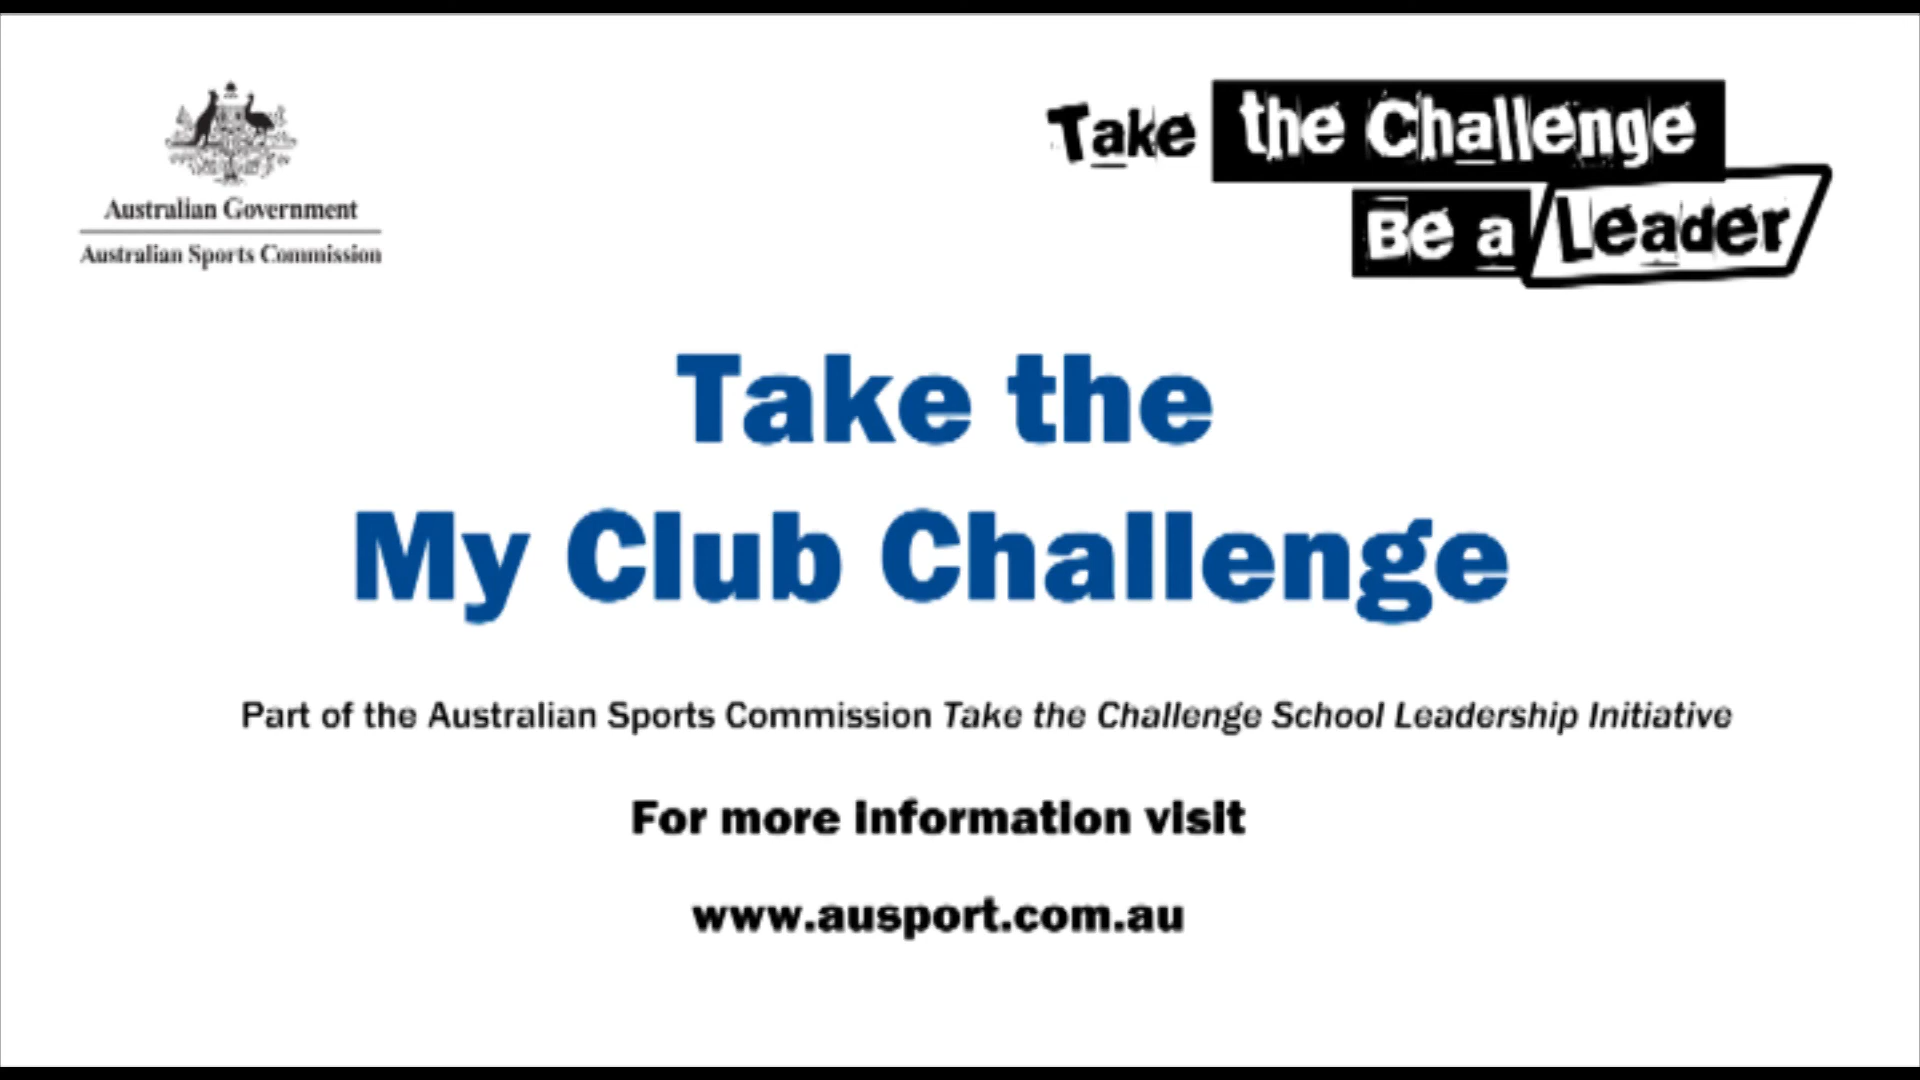 Australian Government
Australian Sports Commission
Take the Challenge
Be a Leader
Take the
My Club Challenge
Part of the Australian Sports Commission Take the Challenge School Leadership Initiative
For more information visit
www.ausport.com.au